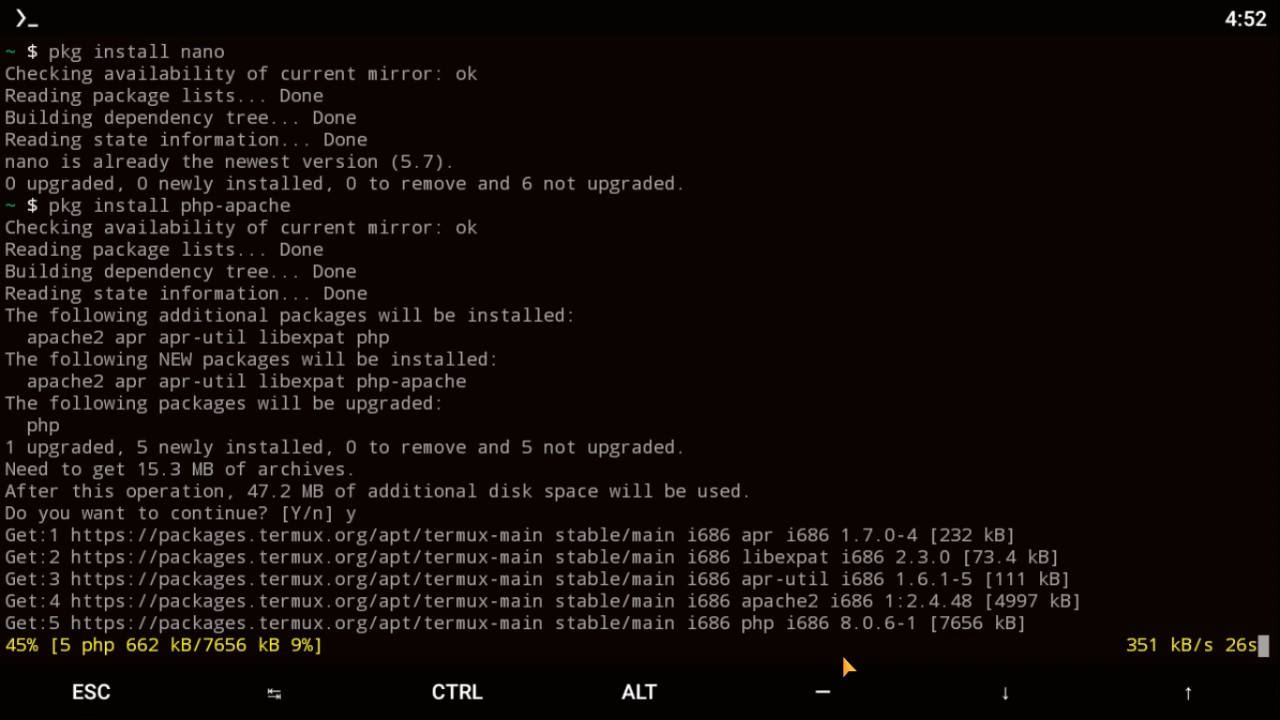 ❯_
4:52
~ $ pkg install nano
Checking availability of current mirror: ok
Reading package lists... Done
Building dependency tree... Done
Reading state information... Done
nano is already the newest version (5.7).
0 upgraded, 0 newly installed, 0 to remove and 6 not upgraded.
~ $ pkg install php-apache
Checking availability of current mirror: ok
Reading package lists... Done
Building dependency tree... Done
Reading state information... Done
The following additional packages will be installed:
  apache2 apr apr-util libexpat php
The following NEW packages will be installed:
  apache2 apr apr-util libexpat php-apache
The following packages will be upgraded:
  php
1 upgraded, 5 newly installed, 0 to remove and 5 not upgraded.
Need to get 15.3 MB of archives.
After this operation, 47.2 MB of additional disk space will be used.
Do you want to continue? [Y/n] y
Get:1 https://packages.termux.org/apt/termux-main stable/main i686 apr i686 1.7.0-4 [232 kB]
Get:2 https://packages.termux.org/apt/termux-main stable/main i686 libexpat i686 2.3.0 [73.4 kB]
Get:3 https://packages.termux.org/apt/termux-main stable/main i686 apr-util i686 1.6.1-5 [111 kB]
Get:4 https://packages.termux.org/apt/termux-main stable/main i686 apache2 i686 1:2.4.48 [4997 kB]
Get:5 https://packages.termux.org/apt/termux-main stable/main i686 php i686 8.0.6-1 [7656 kB]
45% [5 php 662 kB/7656 kB 9%] 351 kB/s 26s
ESC ↹ CTRL ALT — ↓ ↑